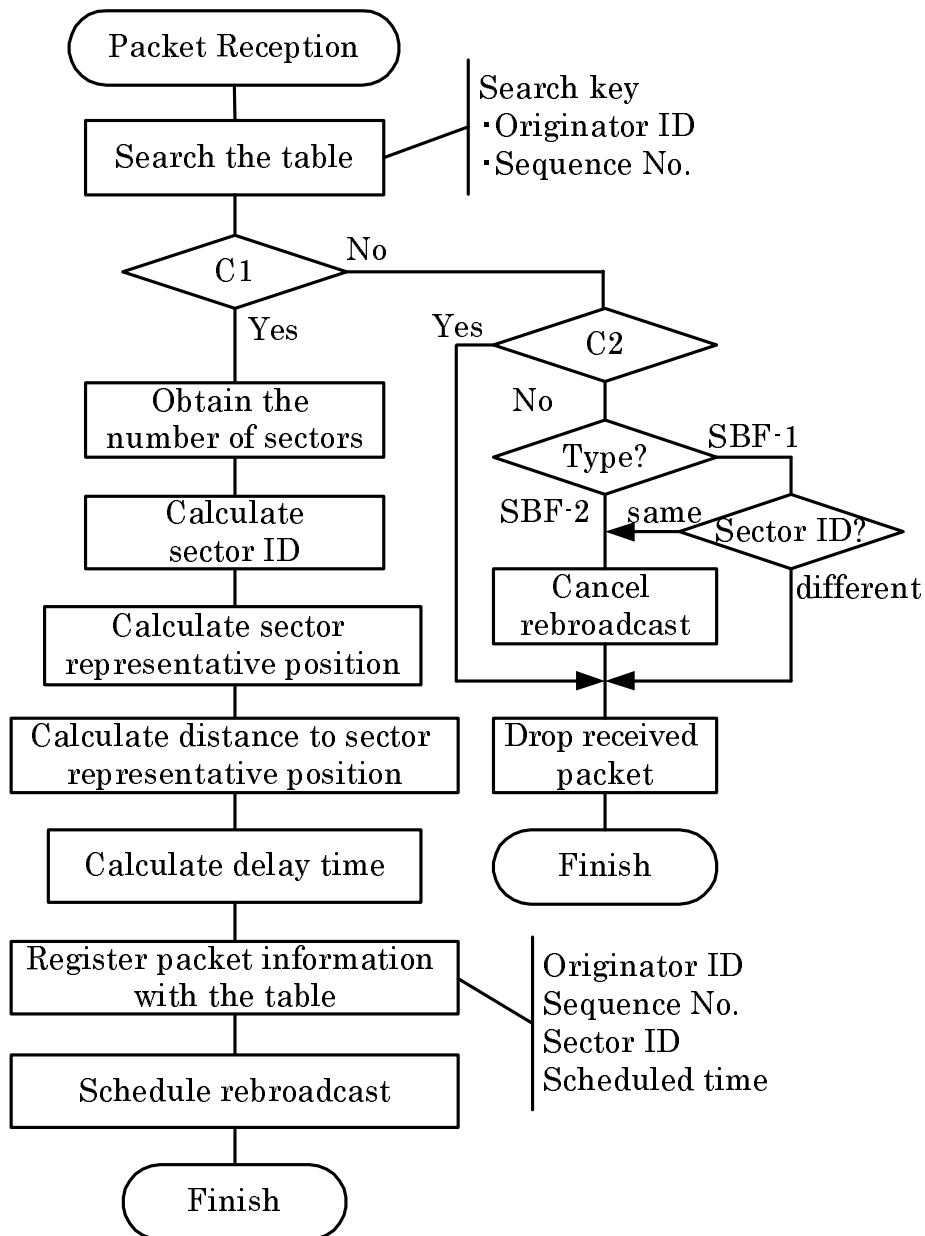 Packet Reception
Search key
·Originator ID
·Sequence No.
Search the table
C1
No
Yes
Yes
C2
No
Obtain the
number of sectors
Type?
SBF-1
SBF-2
same
Sector ID?
different
Calculate
sector ID
Cancel
rebroadcast
Calculate sector
representative position
Calculate distance to sector
representative position
Drop received
packet
Calculate delay time
Finish
Register packet information
with the table
Originator ID
Sequence No.
Sector ID
Scheduled time
Schedule rebroadcast
Finish